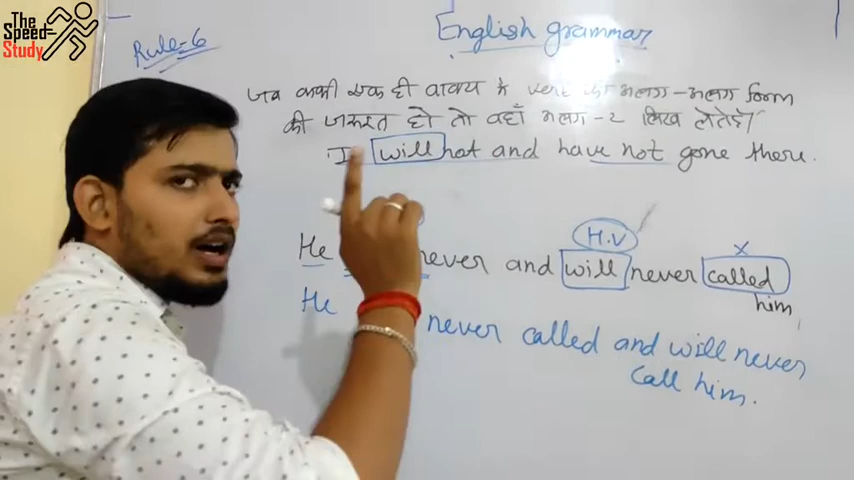 The
Speed-
Study
English grammar
Rule-6
जब कभी एक ही वाक्य में verb की अलग-अलग form
की जरूरत हो तो वहाँ अलग-२ लिख लेते हैं।
I will not and have not gone there.
H.V
X
He never and will never called
him
He never called and will never
call him.